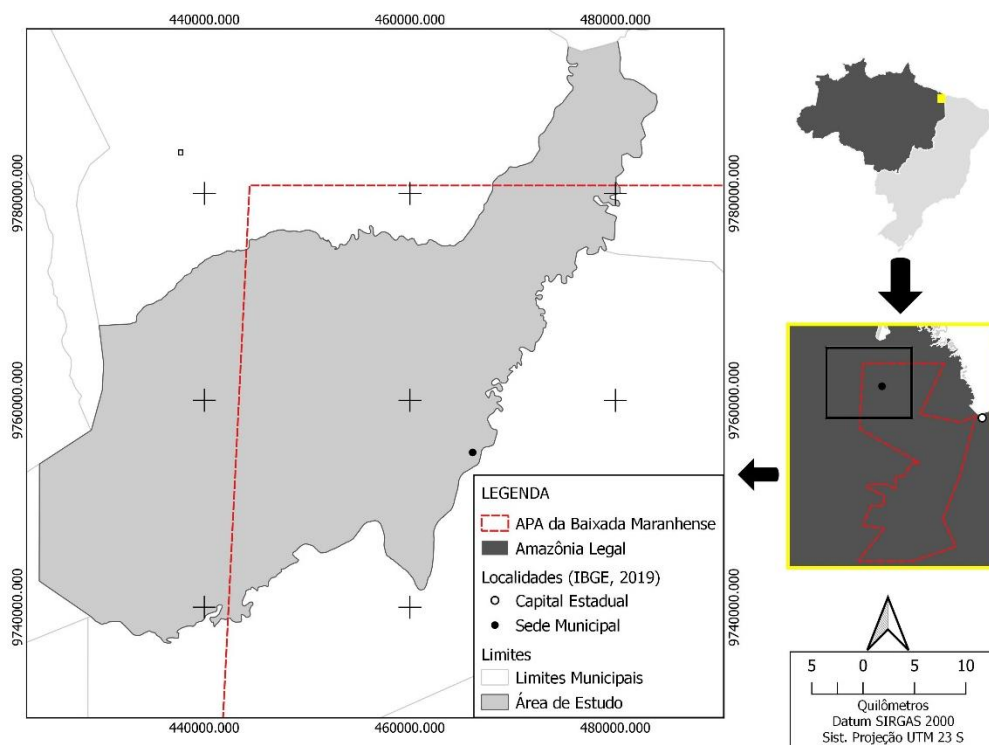 440000.000 460000.000 480000.000
9780000.000 9780000.000
9760000.000 9760000.000
9740000.000 9740000.000
LEGENDA
APA da Baixada Maranhense
Amazônia Legal
Localidades (IBGE, 2019)
Capital Estadual
Sede Municipal
Limites
Limites Municipais
Área de Estudo
440000.000 460000.000 480000.000
5 0 5 10
Quilômetros
Datum SIRGAS 2000
Sist. Projeção UTM 23 S